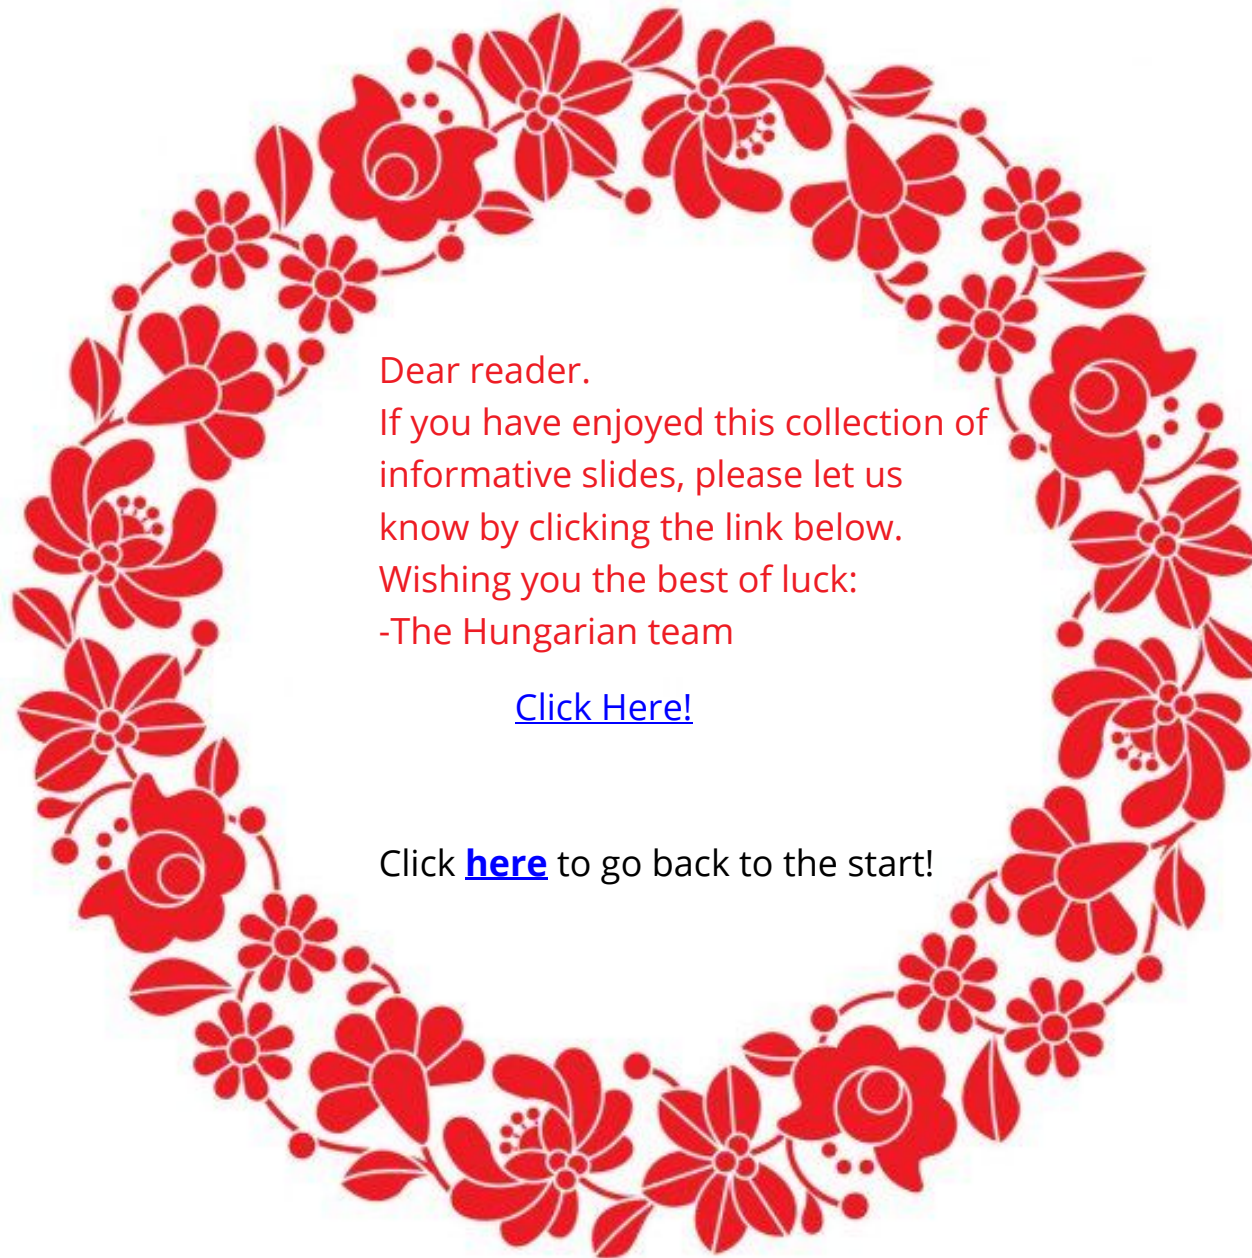 Dear reader.
If you have enjoyed this collection of
informative slides, please let us
know by clicking the link below.
Wishing you the best of luck:
-The Hungarian team
Click Here!
Click here to go back to the start!